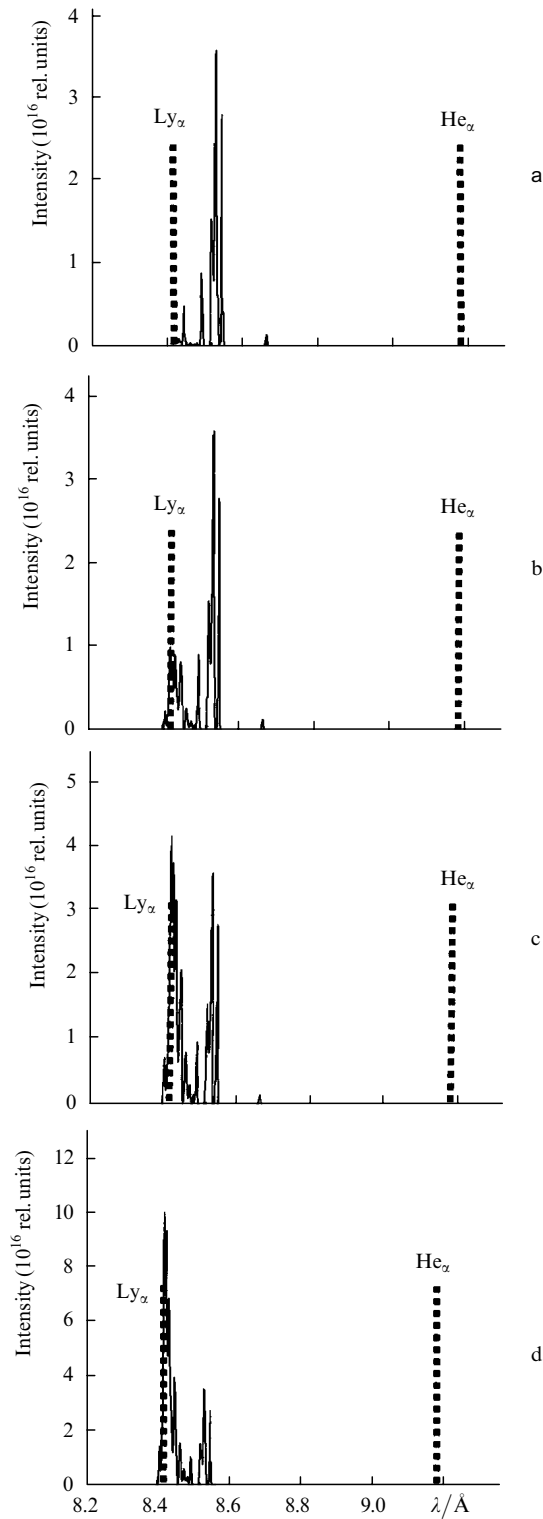 4
3
2
1
0
Intensity (10¹⁶ rel. units)
Lyα
Heα
a
4
3
2
1
0
Intensity (10¹⁶ rel. units)
Lyα
Heα
b
5
4
3
2
1
0
Intensity (10¹⁶ rel. units)
Lyα
Heα
c
12
10
8
6
4
2
0
Intensity (10¹⁶ rel. units)
Lyα
Heα
d
8.2 8.4 8.6 8.8 9.0 λ/Å